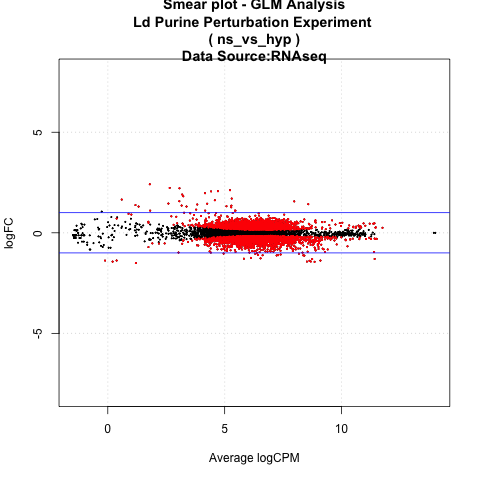 Smear plot - GLM Analysis
Ld Purine Perturbation Experiment
( ns_vs_hyp )
Data Source:RNAseq
5
0
-5
logFC
0 5 10
Average logCPM